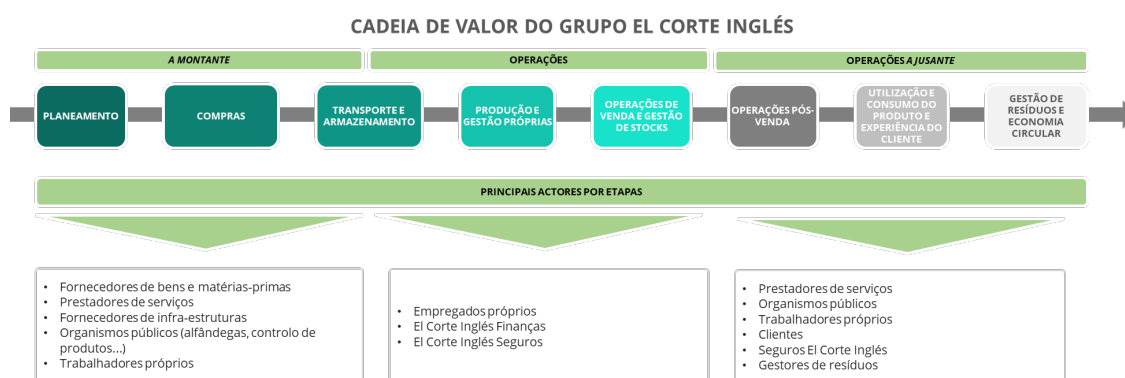 CADEIA DE VALOR DO GRUPO EL CORTE INGLÉS
A MONTANTE
OPERAÇÕES
OPERAÇÕES A JUSANTE
PLANEAMENTO
COMPRAS
TRANSPORTE E
ARMAZENAMENTO
PRODUÇÃO E
GESTÃO PRÓPRIAS
OPERAÇÕES DE
VENDA E GESTÃO
DE STOCKS
OPERAÇÕES PÓS-
VENDA
UTILIZAÇÃO E
CONSUMO DO
PRODUTO E
EXPERIÊNCIA DO
CLIENTE
GESTÃO DE
RESÍDUOS E
ECONOMIA
CIRCULAR
PRINCIPAIS ACTORES POR ETAPAS
• Fornecedores de bens e matérias-primas
• Prestadores de serviços
• Fornecedores de infra-estruturas
• Organismos públicos (alfândegas, controlo de
produtos...)
• Trabalhadores próprios
• Empregados próprios
• El Corte Inglés Finanças
• El Corte Inglés Seguros
• Prestadores de serviços
• Organismos públicos
• Trabalhadores próprios
• Clientes
• Seguros El Corte Inglés
• Gestores de resíduos